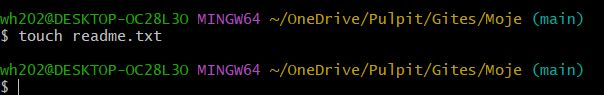 wh202@DESKTOP-OC28L3O MINGW64 ~/OneDrive/Pulpit/Gites/Moje (main)
$ touch readme.txt
wh202@DESKTOP-OC28L3O MINGW64 ~/OneDrive/Pulpit/Gites/Moje (main)
$